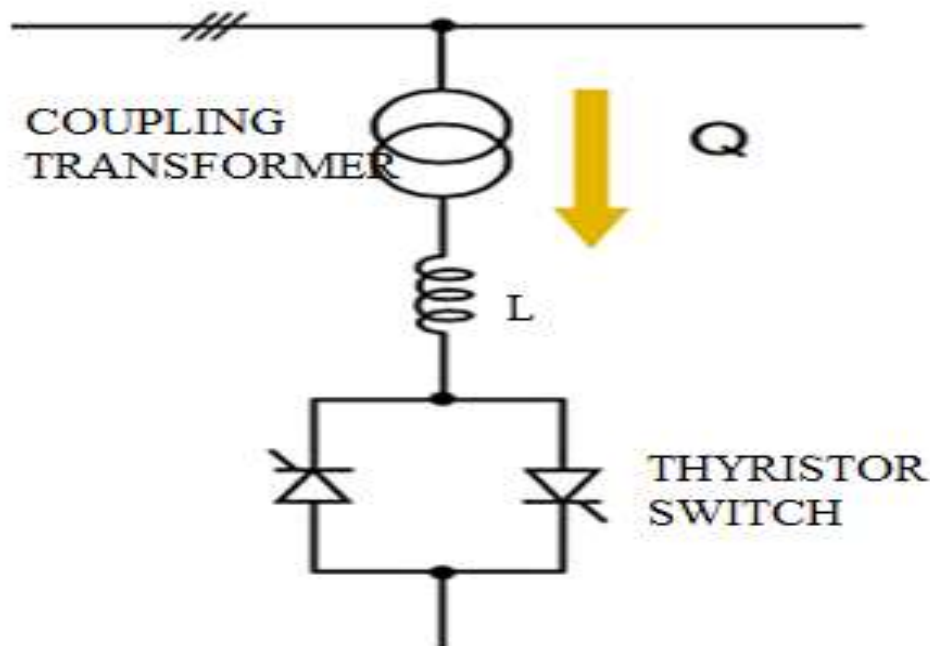 COUPLING
TRANSFORMER
Q
L
THYRISTOR
SWITCH